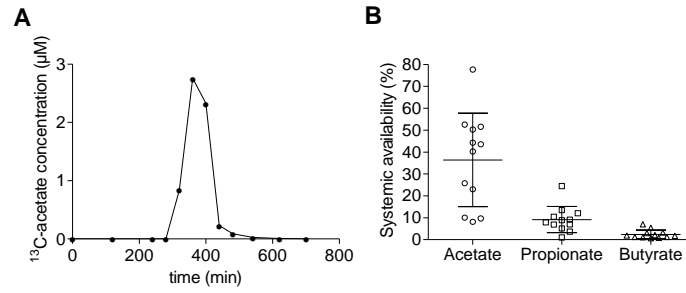 A
¹³C-acetate concentration (µM)
3
2
1
0
0 200 400 600 800
time (min)
B
Systemic availability (%)
80
70
60
50
40
30
20
10
0
Acetate Propionate Butyrate